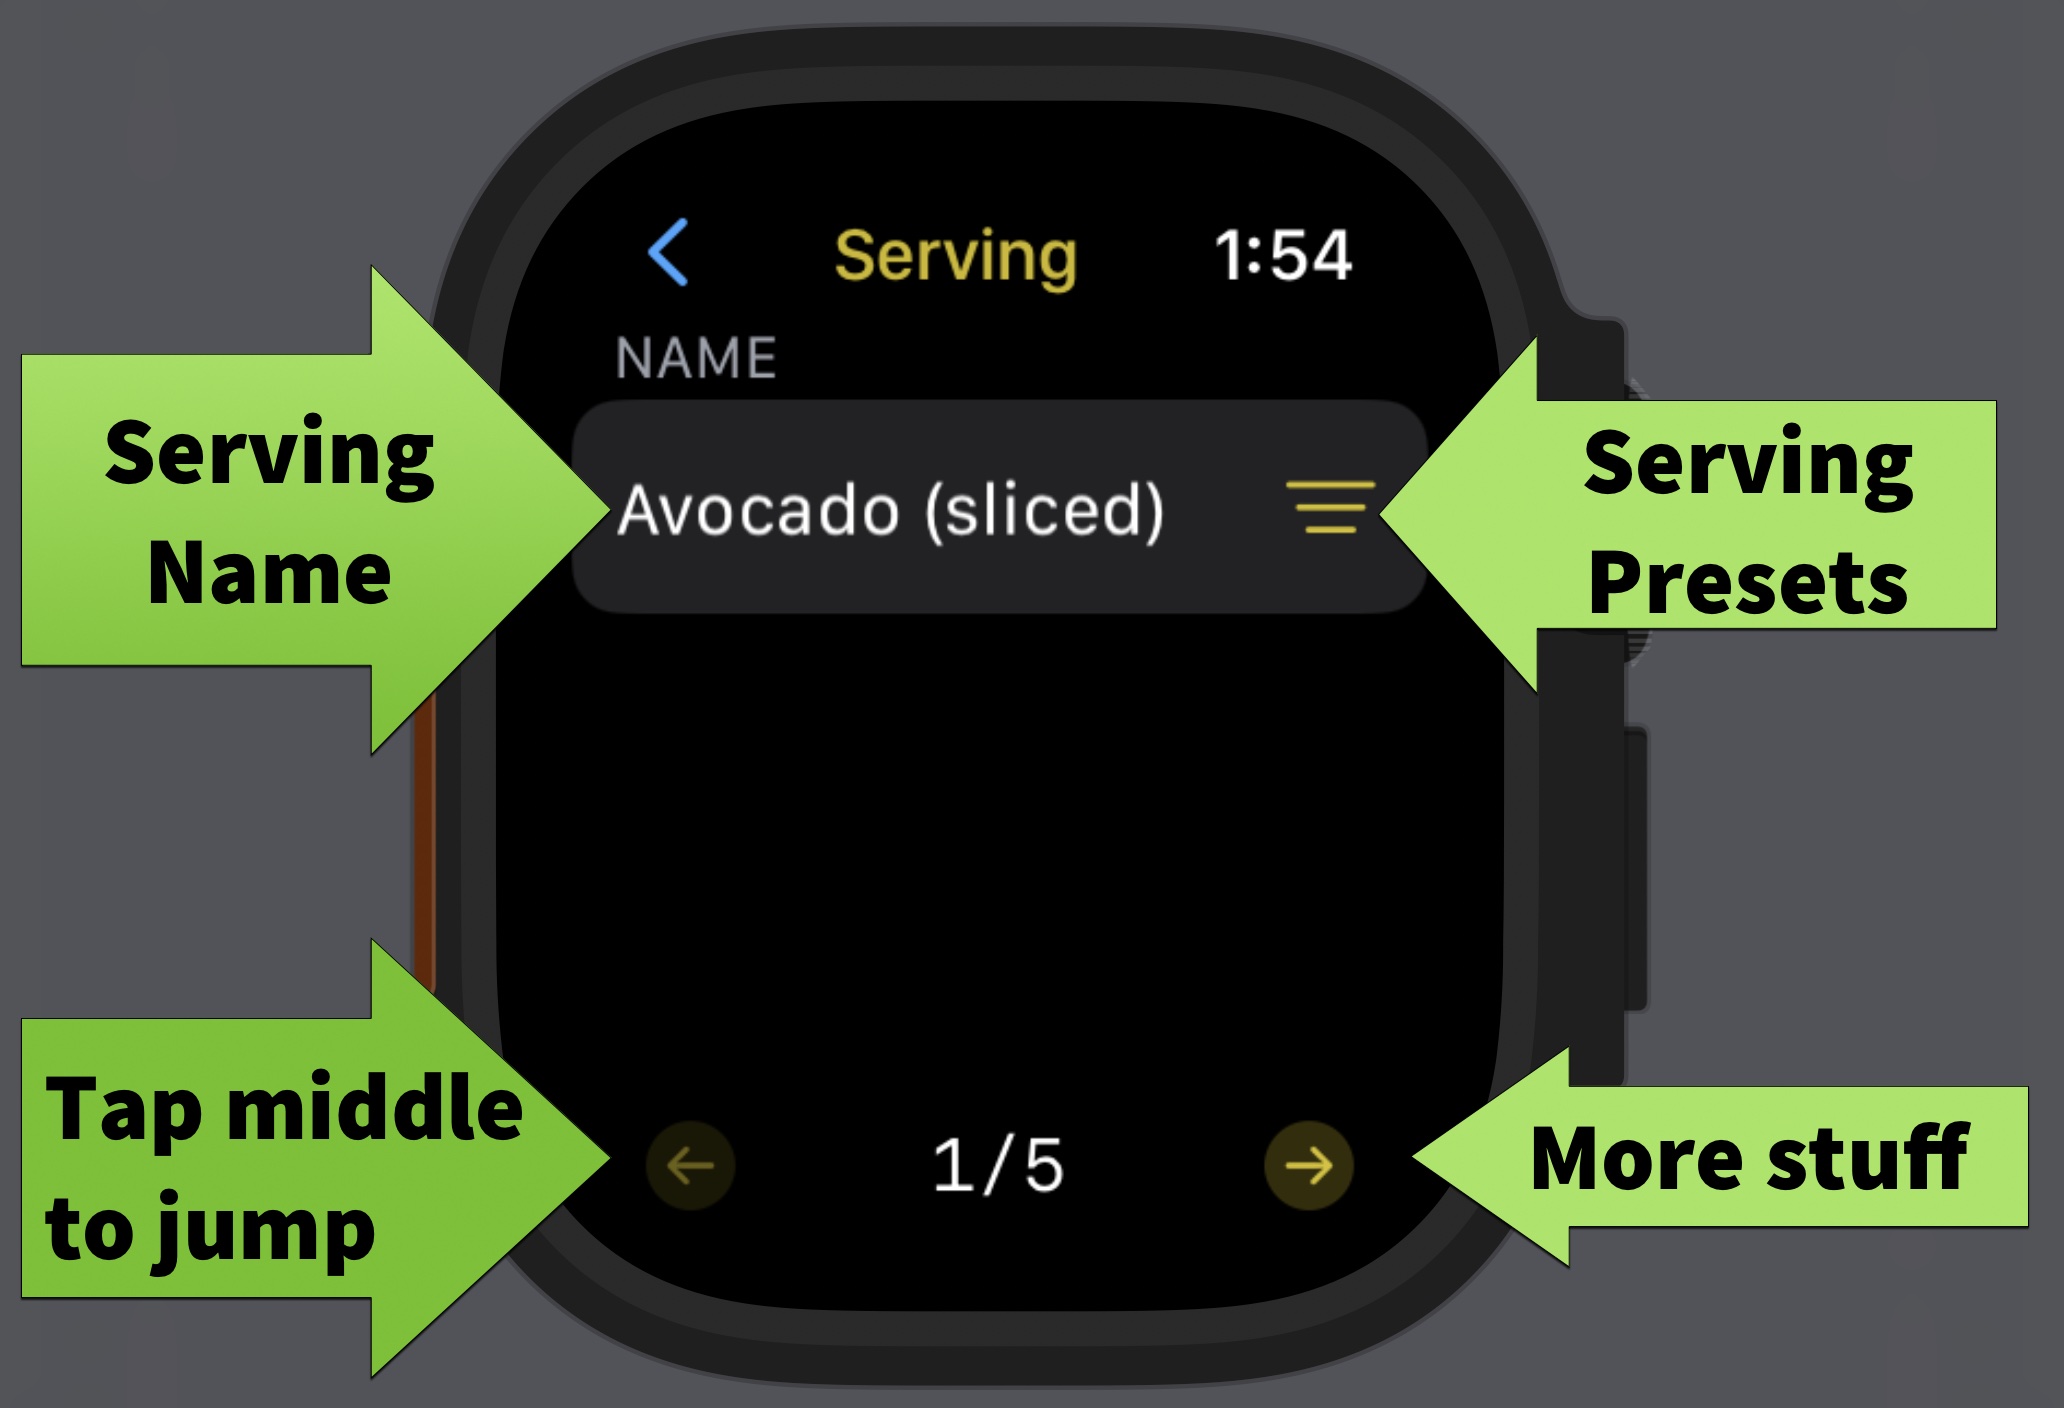 Serving
1:54
NAME
Serving
Name
Avocado (sliced)
Serving
Presets
Tap middle
to jump
1/5
More stuff